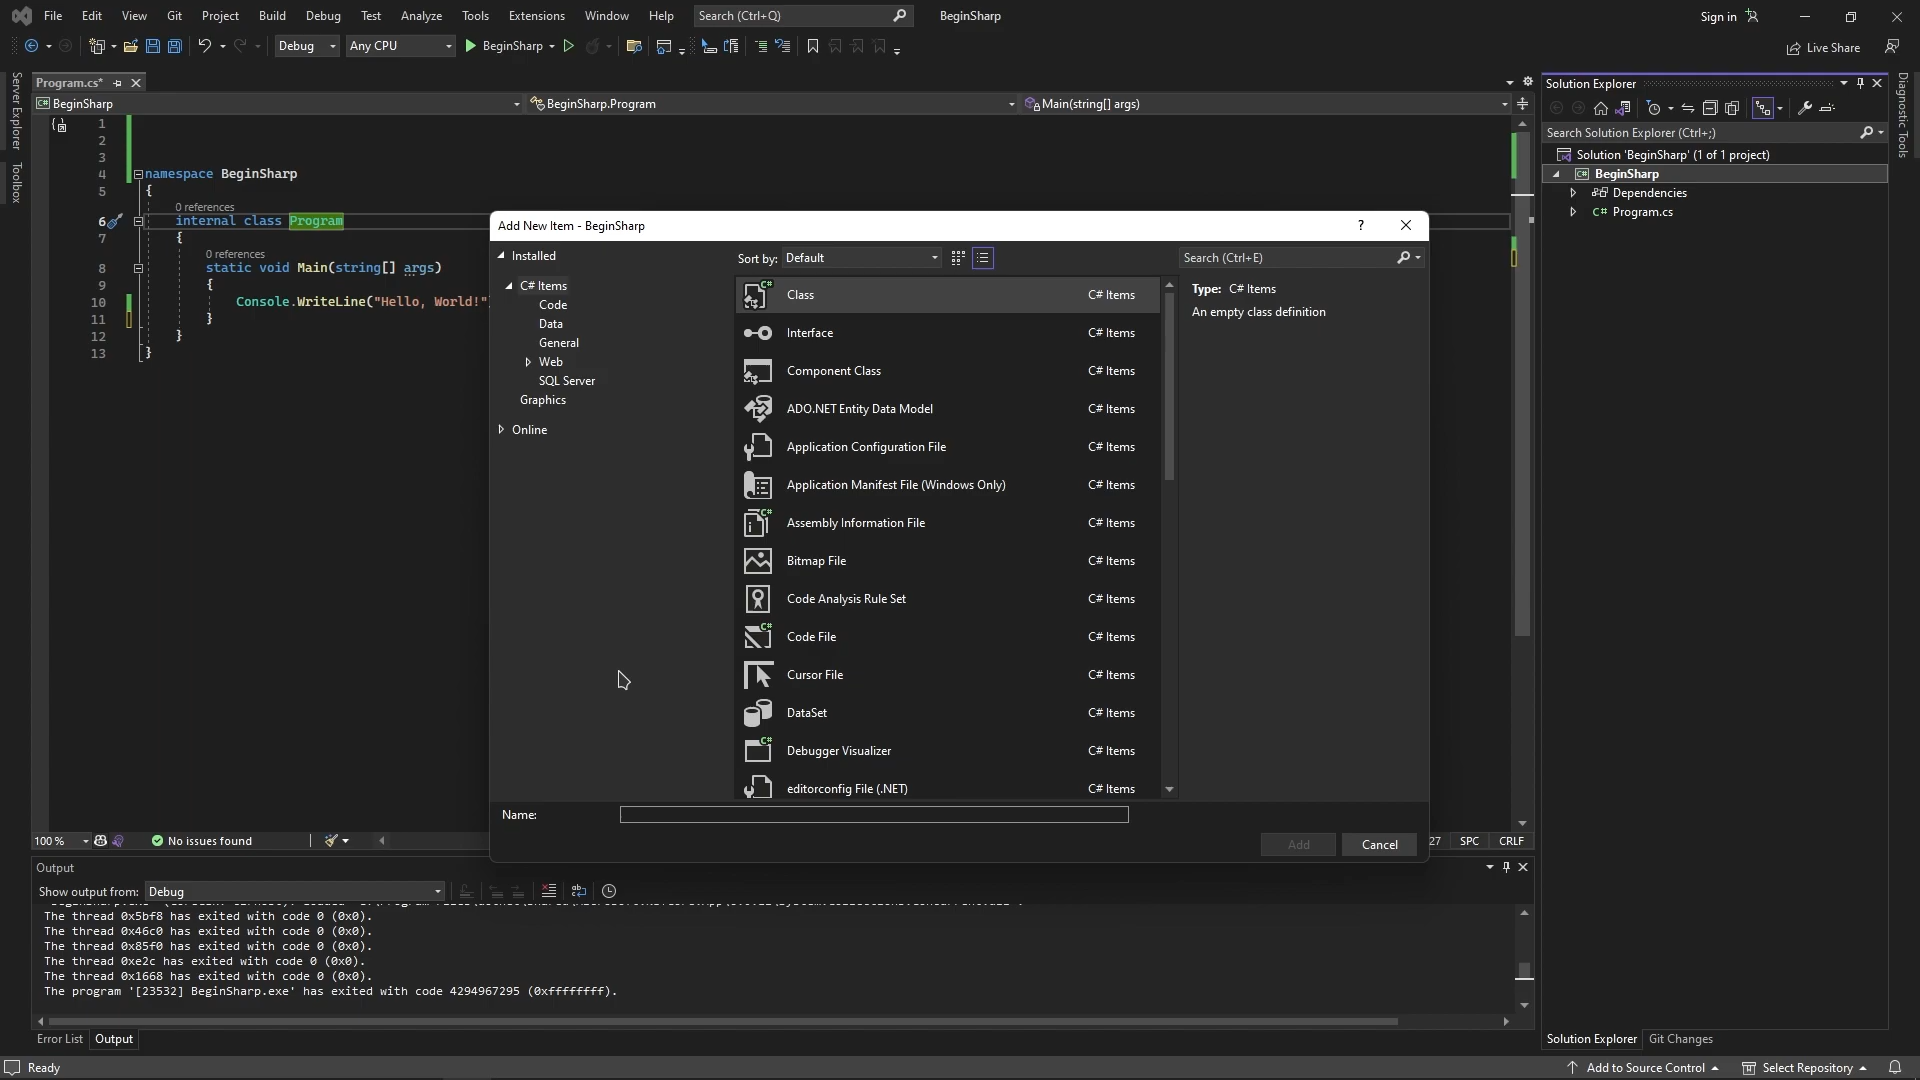 File Edit View Git Project Build Debug Test Analyze Tools Extensions Window Help Search (Ctrl+Q) BeginSharp Sign in
Debug Any CPU BeginSharp Live Share
Server Explorer
Toolbox
Program.cs*
BeginSharp BeginSharp.Program Main(string[] args)
1
2
3
4 namespace BeginSharp
5 {
0 references
6 internal class Program
7 {
0 references
8 static void Main(string[] args)
9 {
10 Console.WriteLine("Hello, World!"
11 }
12 }
13 }
Add New Item - BeginSharp
Installed
C# Items
Code
Data
General
Web
SQL Server
Graphics
Online
Sort by: Default
Search (Ctrl+E)
Class C# Items
Interface C# Items
Component Class C# Items
ADO.NET Entity Data Model C# Items
Application Configuration File C# Items
Application Manifest File (Windows Only) C# Items
Assembly Information File C# Items
Bitmap File C# Items
Code Analysis Rule Set C# Items
Code File C# Items
Cursor File C# Items
DataSet C# Items
Debugger Visualizer C# Items
editorconfig File (.NET) C# Items
Type: C# Items
An empty class definition
Name:
Add Cancel
100 % No issues found 27 SPC CRLF
Output
Show output from: Debug
The thread 0x5bf8 has exited with code 0 (0x0).
The thread 0x46c0 has exited with code 0 (0x0).
The thread 0x85f0 has exited with code 0 (0x0).
The thread 0xe2c has exited with code 0 (0x0).
The thread 0x1668 has exited with code 0 (0x0).
The program '[23532] BeginSharp.exe' has exited with code 4294967295 (0xffffffff).
Error List Output
Solution Explorer
Search Solution Explorer (Ctrl+;)
Solution 'BeginSharp' (1 of 1 project)
BeginSharp
Dependencies
C# Program.cs
Solution Explorer Git Changes
Diagnostic Tools
Ready Add to Source Control Select Repository